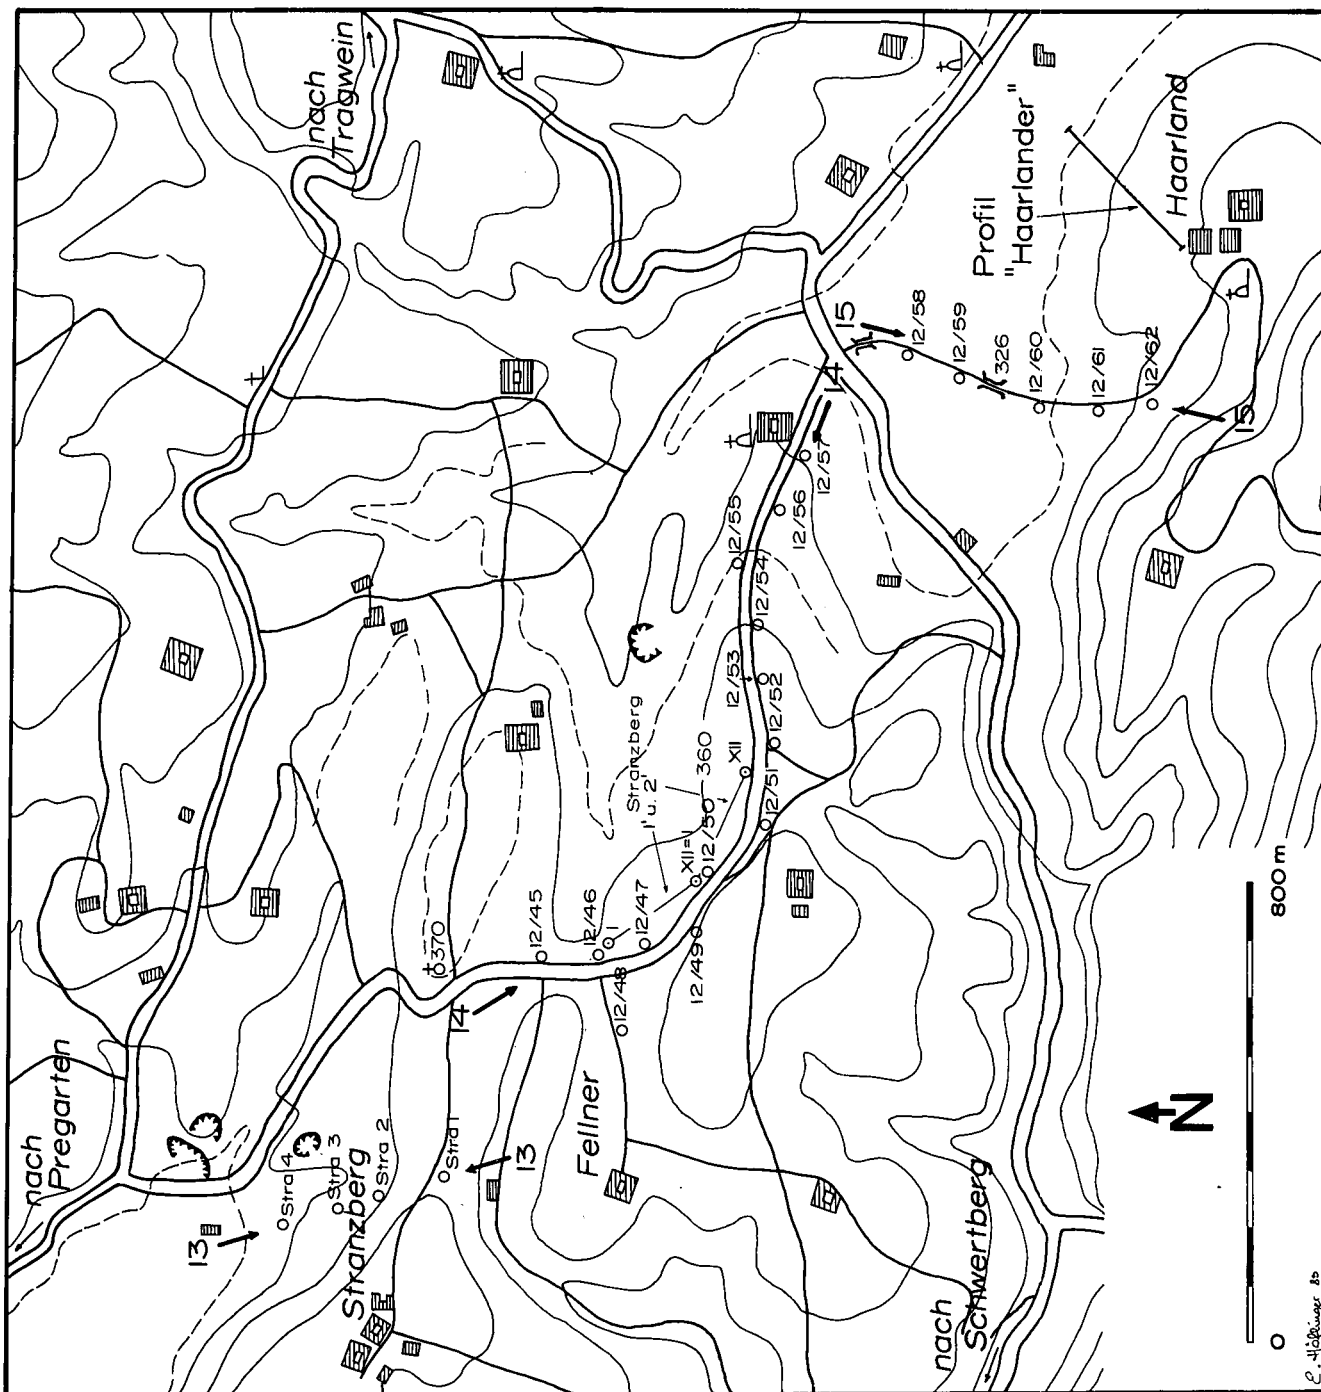 nach
Tragwein
Profil
"Haarlander"
Haarland
15
12/58
12/59
326
12/60
12/61
12/62
15
14
12/57
12/56
12/55
12/54
12/53
12/52
XII
12/51
Stranzberg
1' u. 2'
360
12/50
XII=1
1
12/49
12/48
12/47
12/46
12/45
370
14
nach
Pregarten
13
Stra 4
Stra 3
Stra 2
Stra 1
13
Stranzberg
Fellner
nach
Schwertberg
N
0
800 m